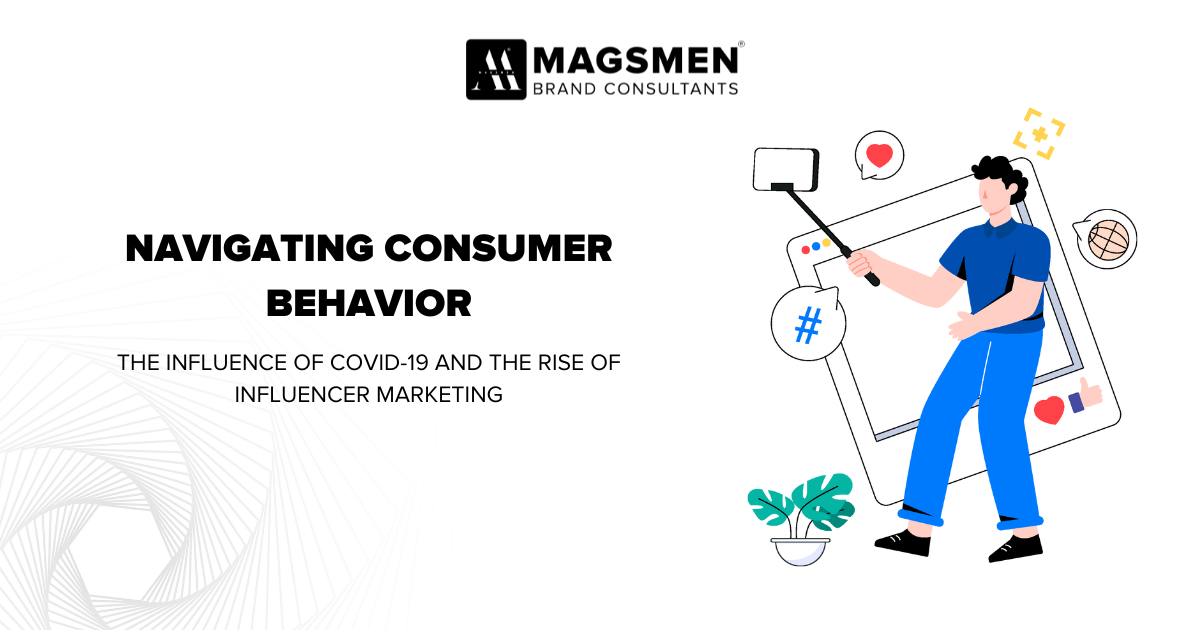 MAGSMEN®
BRAND CONSULTANTS
NAVIGATING CONSUMER
BEHAVIOR
THE INFLUENCE OF COVID-19 AND THE RISE OF
INFLUENCER MARKETING
#